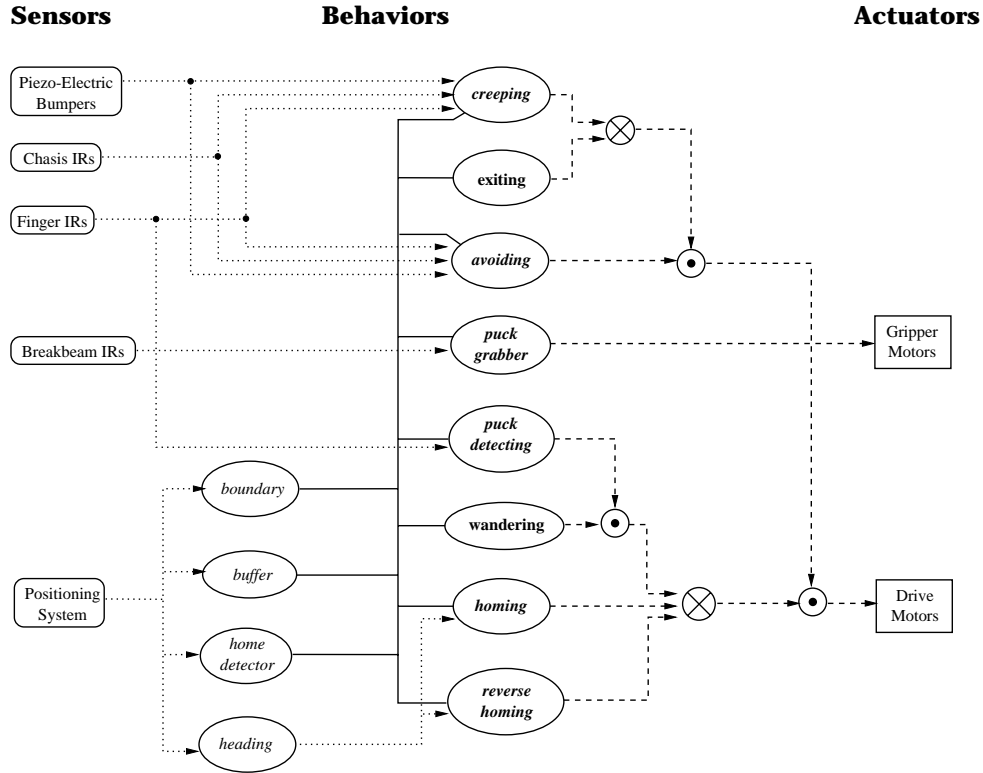 Sensors
Behaviors
Actuators
Piezo-Electric
Bumpers
Chasis IRs
Finger IRs
Breakbeam IRs
Positioning
System
boundary
buffer
home
detector
heading
creeping
exiting
avoiding
puck
grabber
puck
detecting
wandering
homing
reverse
homing
Gripper
Motors
Drive
Motors